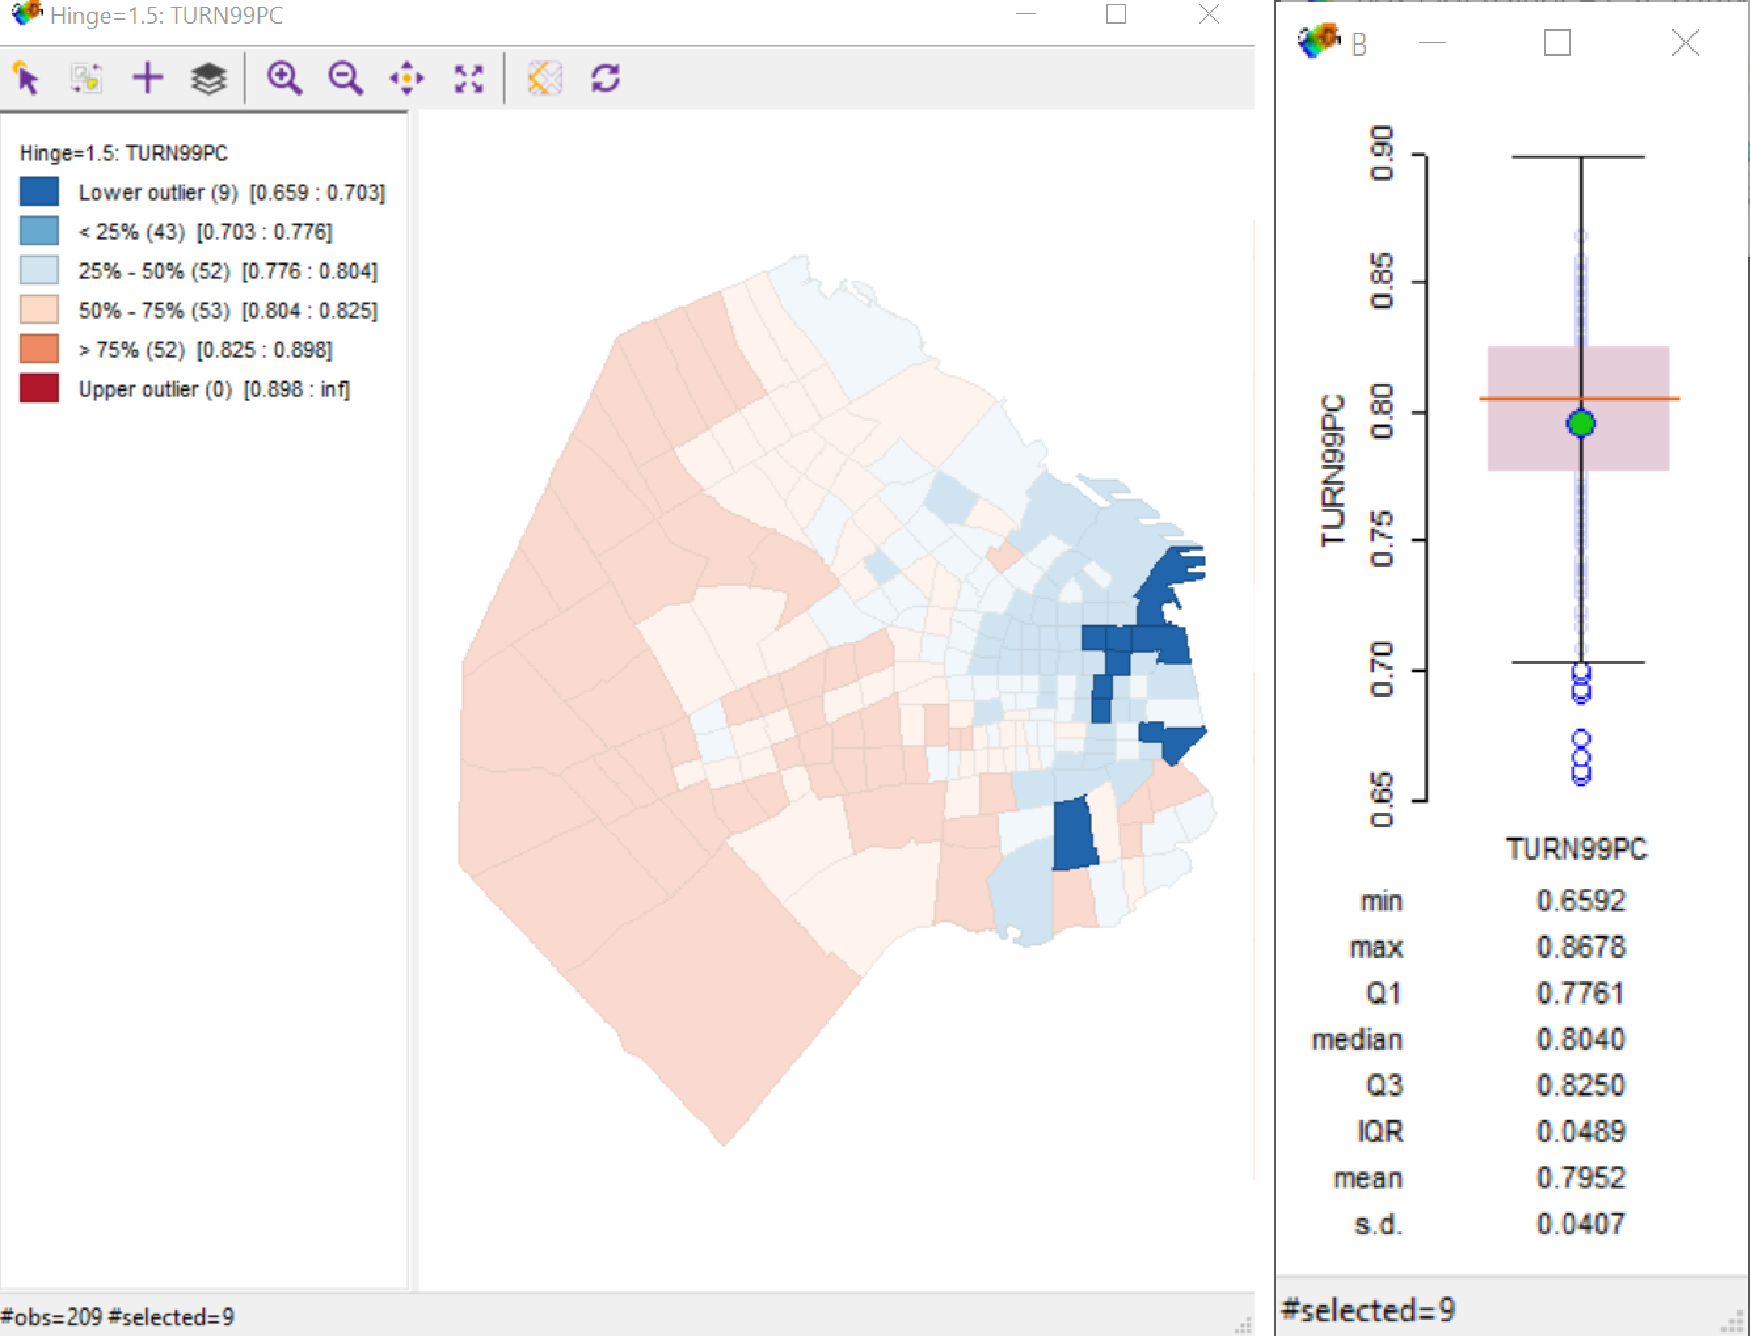 Hinge=1.5: TURN99PC
Hinge=1.5: TURN99PC
Lower outlier (9) [0.659 : 0.703]
< 25% (43) [0.703 : 0.776]
25% - 50% (52) [0.776 : 0.804]
50% - 75% (53) [0.804 : 0.825]
> 75% (52) [0.825 : 0.898]
Upper outlier (0) [0.898 : inf]
#obs=209 #selected=9
B
0.90
0.85
0.80
0.75
0.70
0.65
TURN99PC
TURN99PC
min 0.6592
max 0.8678
Q1 0.7761
median 0.8040
Q3 0.8250
IQR 0.0489
mean 0.7952
s.d. 0.0407
#selected=9